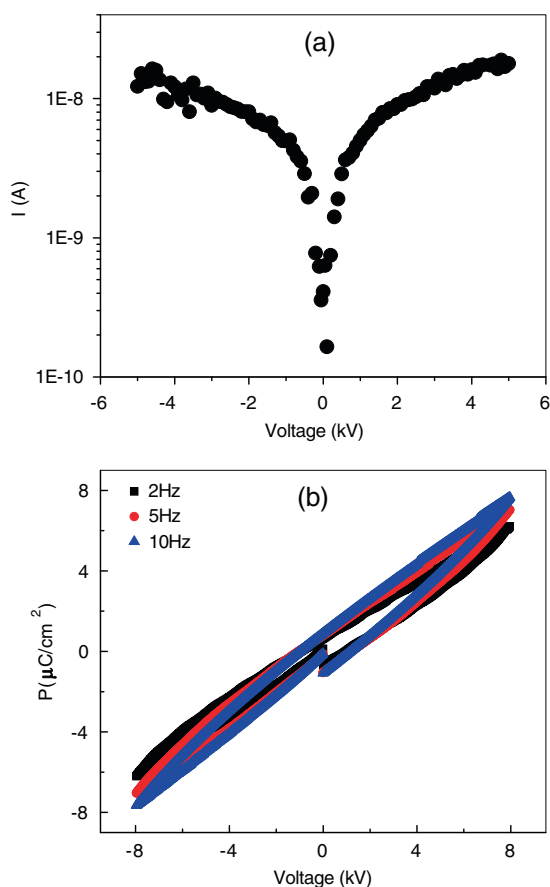 (a)
1E-8
1E-9
1E-10
I (A)
-6 -4 -2 0 2 4 6
Voltage (kV)
(b)
2Hz
5Hz
10Hz
8
4
0
-4
-8
P(μC/cm²)
-8 -4 0 4 8
Voltage (kV)